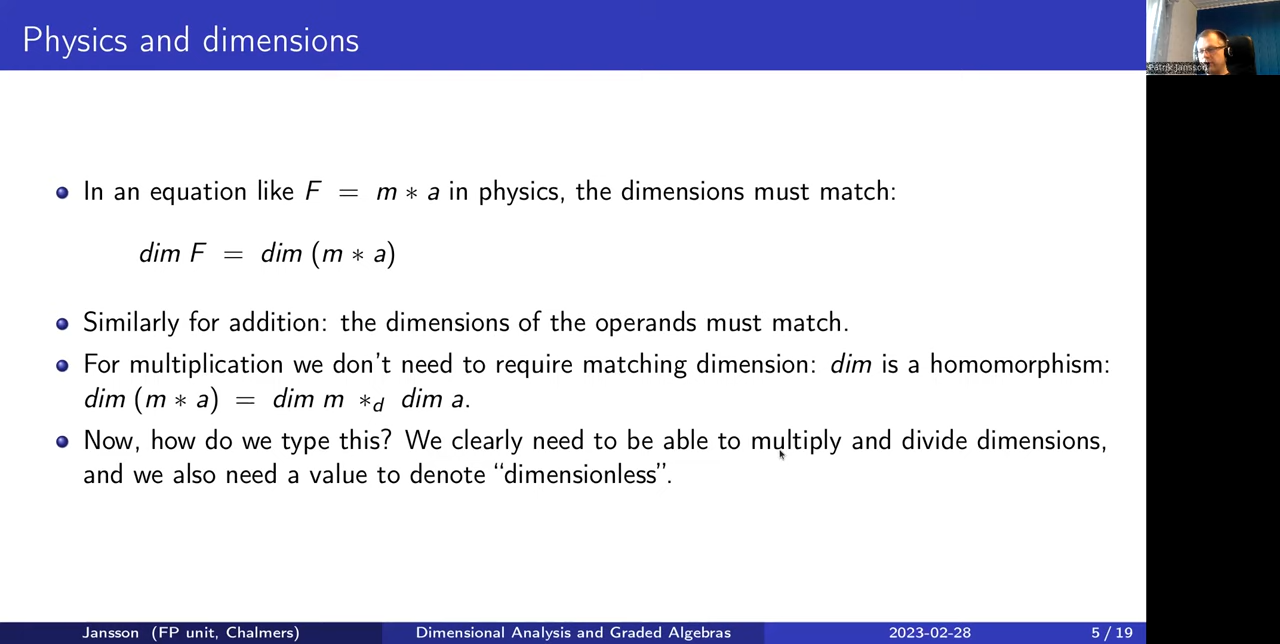 Physics and dimensions
Patrik Jansson
In an equation like F = m ∗ a in physics, the dimensions must match:
dim F = dim (m ∗ a)
Similarly for addition: the dimensions of the operands must match.
For multiplication we don't need to require matching dimension: dim is a homomorphism:
dim (m ∗ a) = dim m ∗d dim a.
Now, how do we type this? We clearly need to be able to multiply and divide dimensions,
and we also need a value to denote “dimensionless”.
Jansson (FP unit, Chalmers) Dimensional Analysis and Graded Algebras 2023-02-28 5 / 19